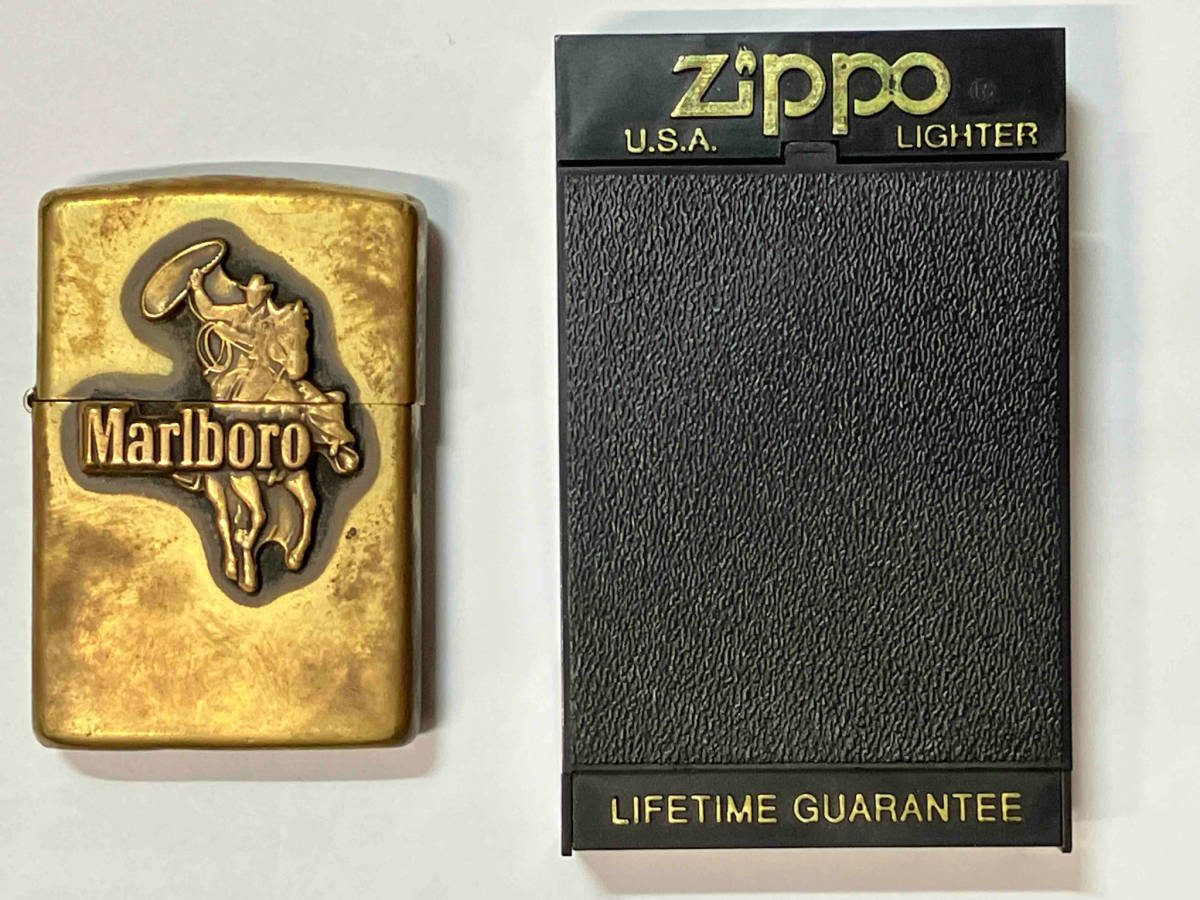 Marlboro
Zippo ®
U.S.A. LIGHTER
LIFETIME GUARANTEE